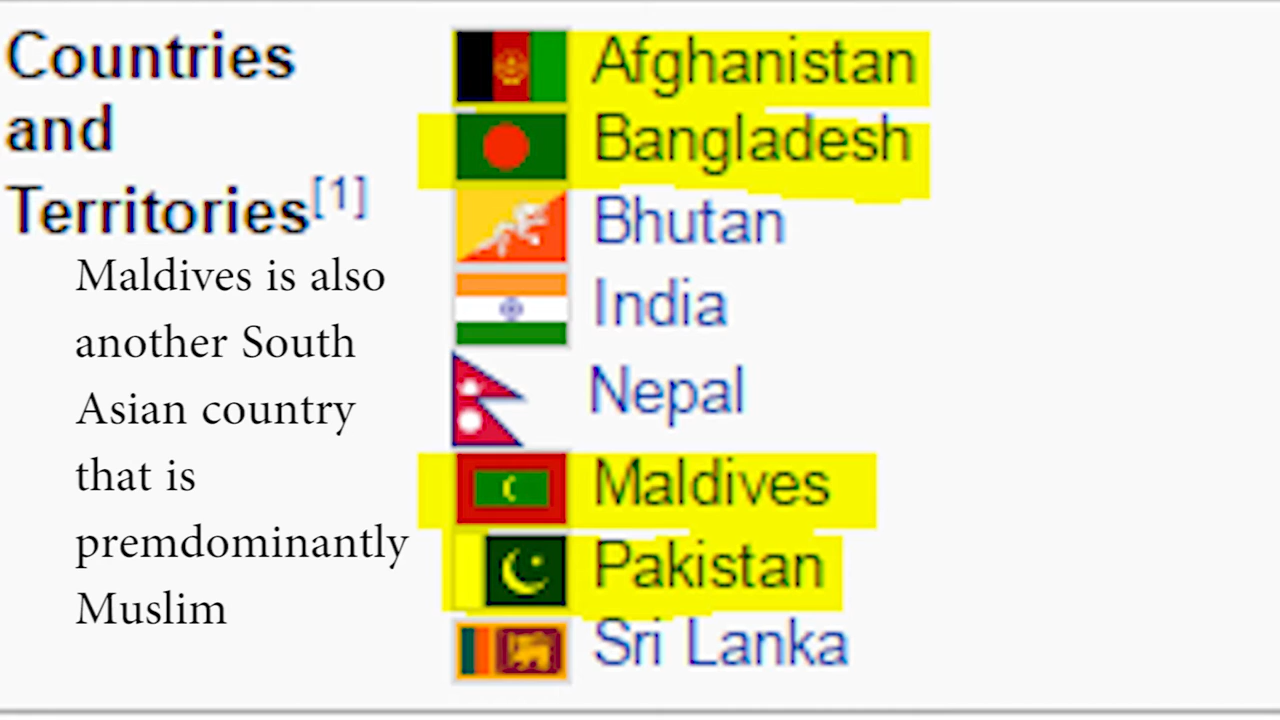 Countries
and
Territories[1]
Maldives is also
another South
Asian country
that is
premdominantly
Muslim
Afghanistan
Bangladesh
Bhutan
India
Nepal
Maldives
Pakistan
Sri Lanka